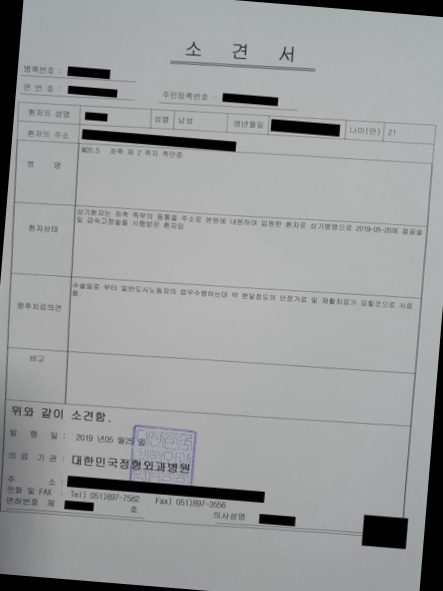 소 견 서
병록번호 :
연 번 호 :
주민등록번호 :
환자의 성명 성별 남성 생년월일 나이(만) 21
환자의 주소
병 명
M20.5 좌측 제 2 족지
환자상태
상기환자는 좌측 족부의 동통을 주소로 본원에 내원하여 입원한 환자로 상기병명으로 2019-05-20에 절골술
및 금속고정술을 시행받은 환자임.
향후치료의견
수술일로 부터 일반도시노동자의 업무수행하는데 약 한달정도의 안정가료 및 재활치료가 요할것으로 사료
됨.
비고
위와 같이 소견함.
발 행 일 : 2019 년05 월25 일
의 료 기 관 : 대한민국정형외과병원
주 소 :
전화 및 FAX : Tel) 051)897-7582 Fax) 051)897-3556
면허번호 제 호 의사성명